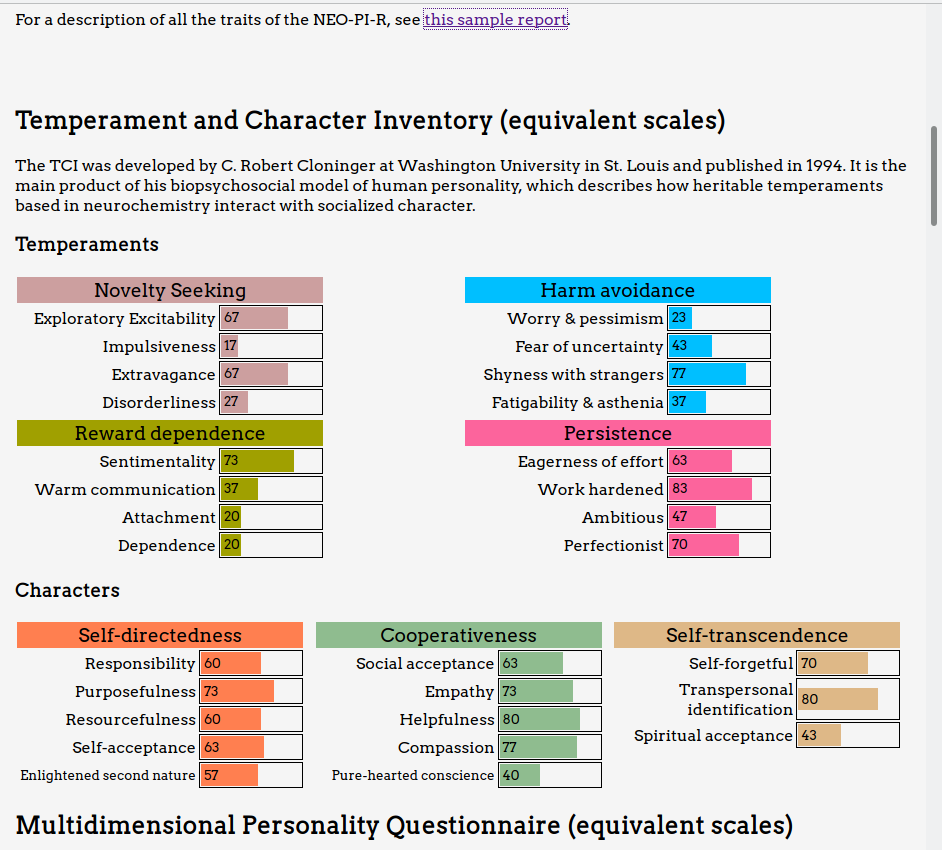 For a description of all the traits of the NEO-PI-R, see this sample report.
Temperament and Character Inventory (equivalent scales)
The TCI was developed by C. Robert Cloninger at Washington University in St. Louis and published in 1994. It is the
main product of his biopsychosocial model of human personality, which describes how heritable temperaments
based in neurochemistry interact with socialized character.
Temperaments
Novelty Seeking
Exploratory Excitability 67
Impulsiveness 17
Extravagance 67
Disorderliness 27
Harm avoidance
Worry & pessimism 23
Fear of uncertainty 43
Shyness with strangers 77
Fatigability & asthenia 37
Reward dependence
Sentimentality 73
Warm communication 37
Attachment 20
Dependence 20
Persistence
Eagerness of effort 63
Work hardened 83
Ambitious 47
Perfectionist 70
Characters
Self-directedness
Responsibility 60
Purposefulness 73
Resourcefulness 60
Self-acceptance 63
Enlightened second nature 57
Cooperativeness
Social acceptance 63
Empathy 73
Helpfulness 80
Compassion 77
Pure-hearted conscience 40
Self-transcendence
Self-forgetful 70
Transpersonal
identification 80
Spiritual acceptance 43
Multidimensional Personality Questionnaire (equivalent scales)